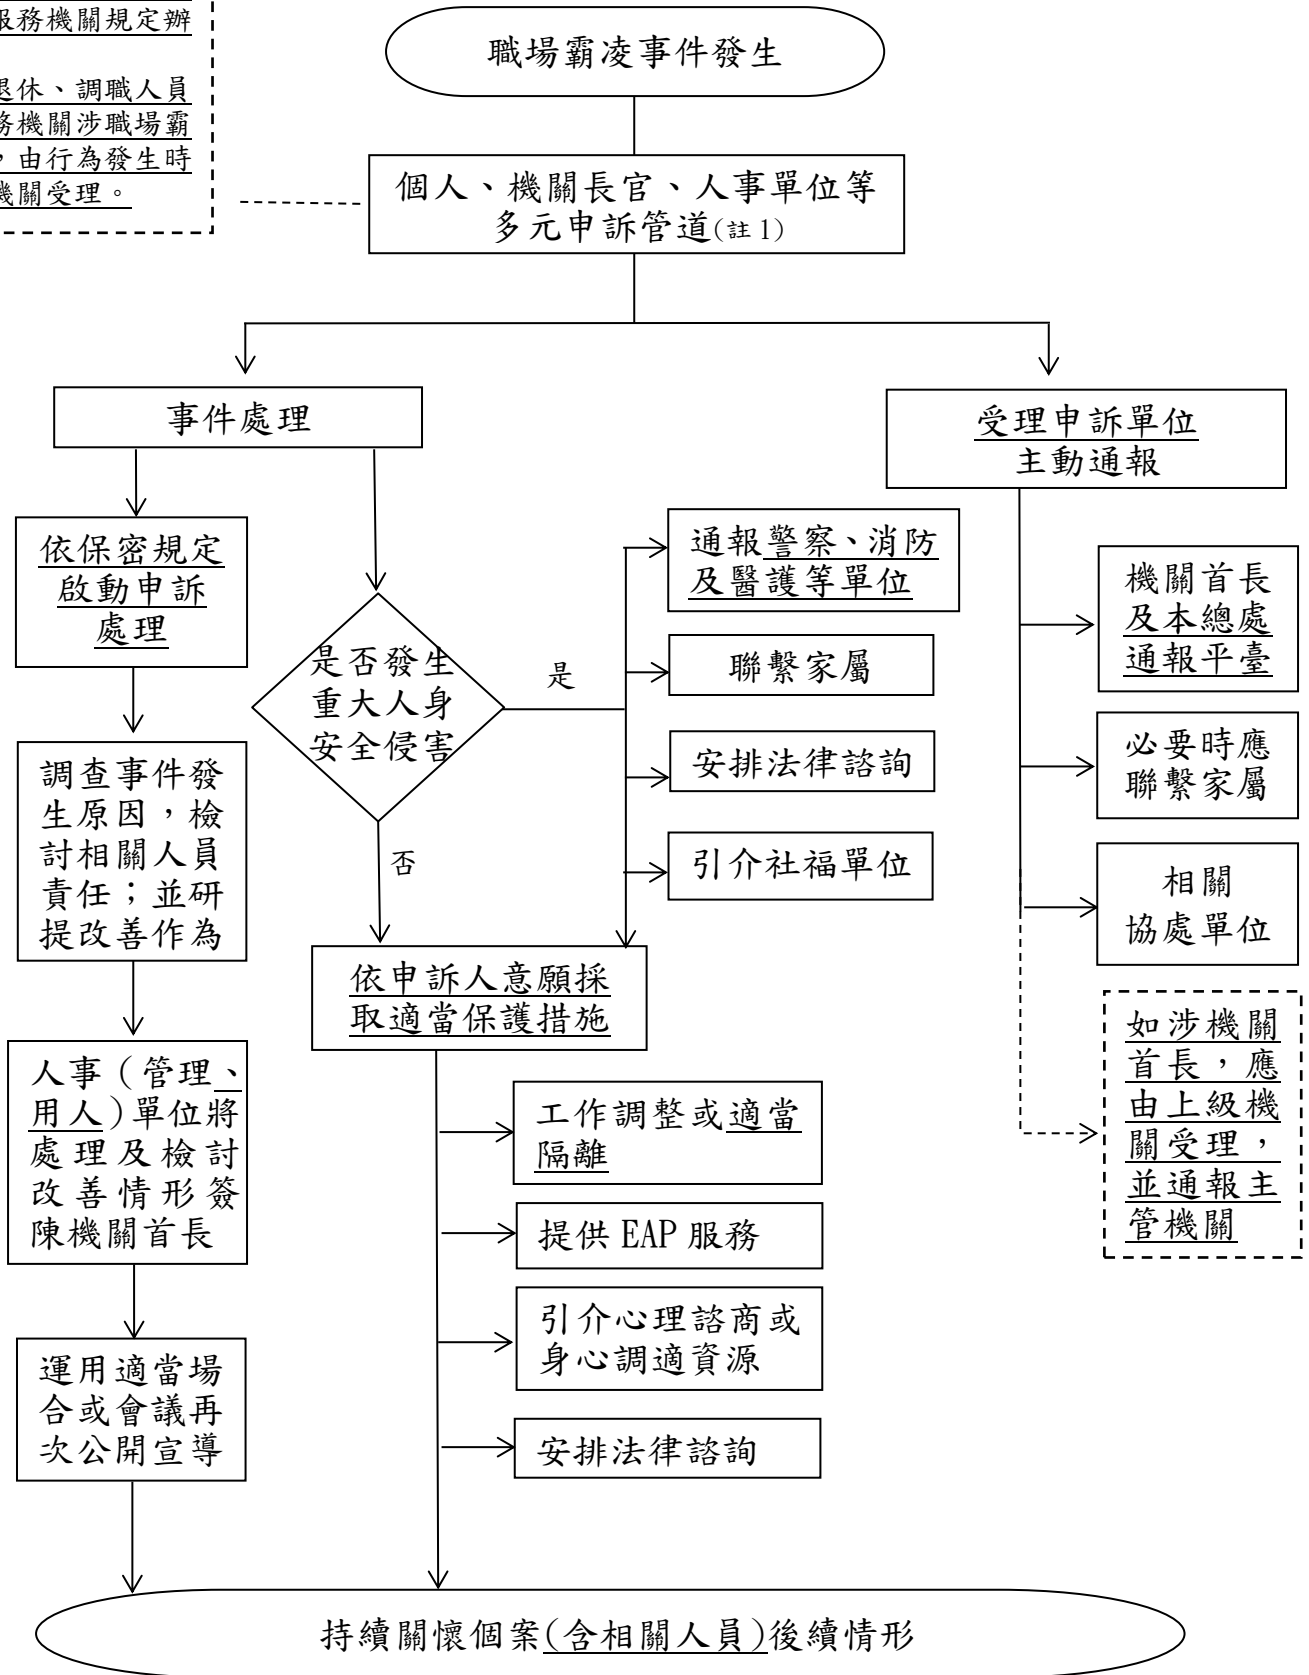 服務機關規定辦
退休、調職人員
務機關涉職場霸
，由行為發生時
機關受理。
職場霸凌事件發生
個人、機關長官、人事單位等
多元申訴管道(註 1)
事件處理
受理申訴單位
主動通報
依保密規定
啟動申訴
處理
調查事件發
生原因，檢
討相關人員
責任；並研
提改善作為
人事（管理、
用人）單位將
處理及檢討
改善情形簽
陳機關首長
運用適當場
合或會議再
次公開宣導
是否發生
重大人身
安全侵害
是
否
通報警察、消防
及醫護等單位
聯繫家屬
安排法律諮詢
引介社福單位
依申訴人意願採
取適當保護措施
工作調整或適當
隔離
提供 EAP 服務
引介心理諮商或
身心調適資源
安排法律諮詢
機關首長
及本總處
通報平臺
必要時應
聯繫家屬
相關
協處單位
如涉機關
首長，應
由上級機
關受理，
並通報主
管機關
持續關懷個案(含相關人員)後續情形